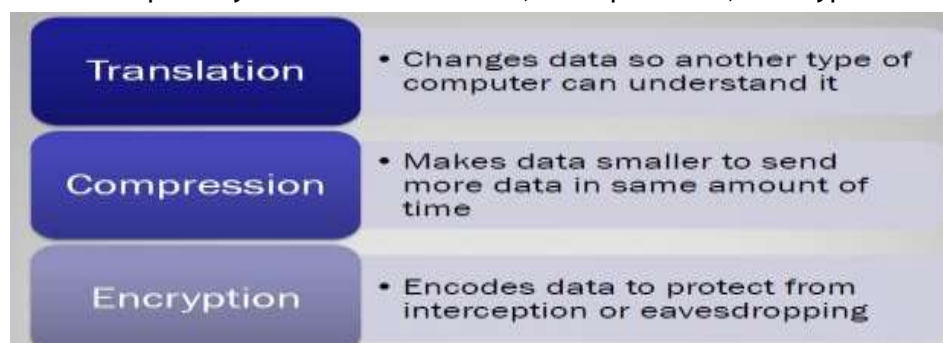 Translation
• Changes data so another type of
computer can understand it
Compression
• Makes data smaller to send
more data in same amount of
time
Encryption
• Encodes data to protect from
interception or eavesdropping